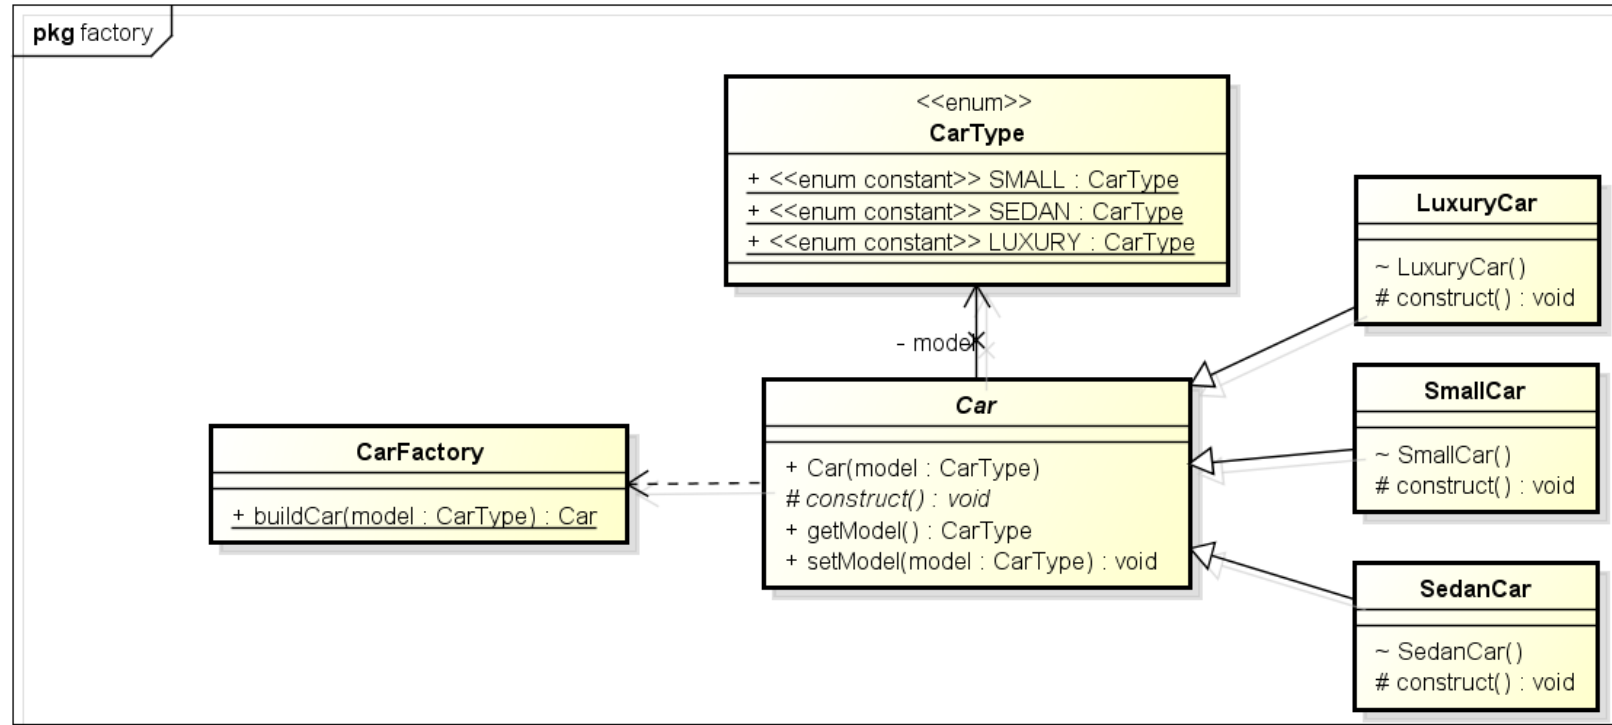 pkg factory
<<enum>>
CarType
+ <<enum constant>> SMALL : CarType
+ <<enum constant>> SEDAN : CarType
+ <<enum constant>> LUXURY : CarType
- model
Car
+ Car(model : CarType)
# construct() : void
+ getModel() : CarType
+ setModel(model : CarType) : void
CarFactory
+ buildCar(model : CarType) : Car
LuxuryCar
~ LuxuryCar()
# construct() : void
SmallCar
~ SmallCar()
# construct() : void
SedanCar
~ SedanCar()
# construct() : void